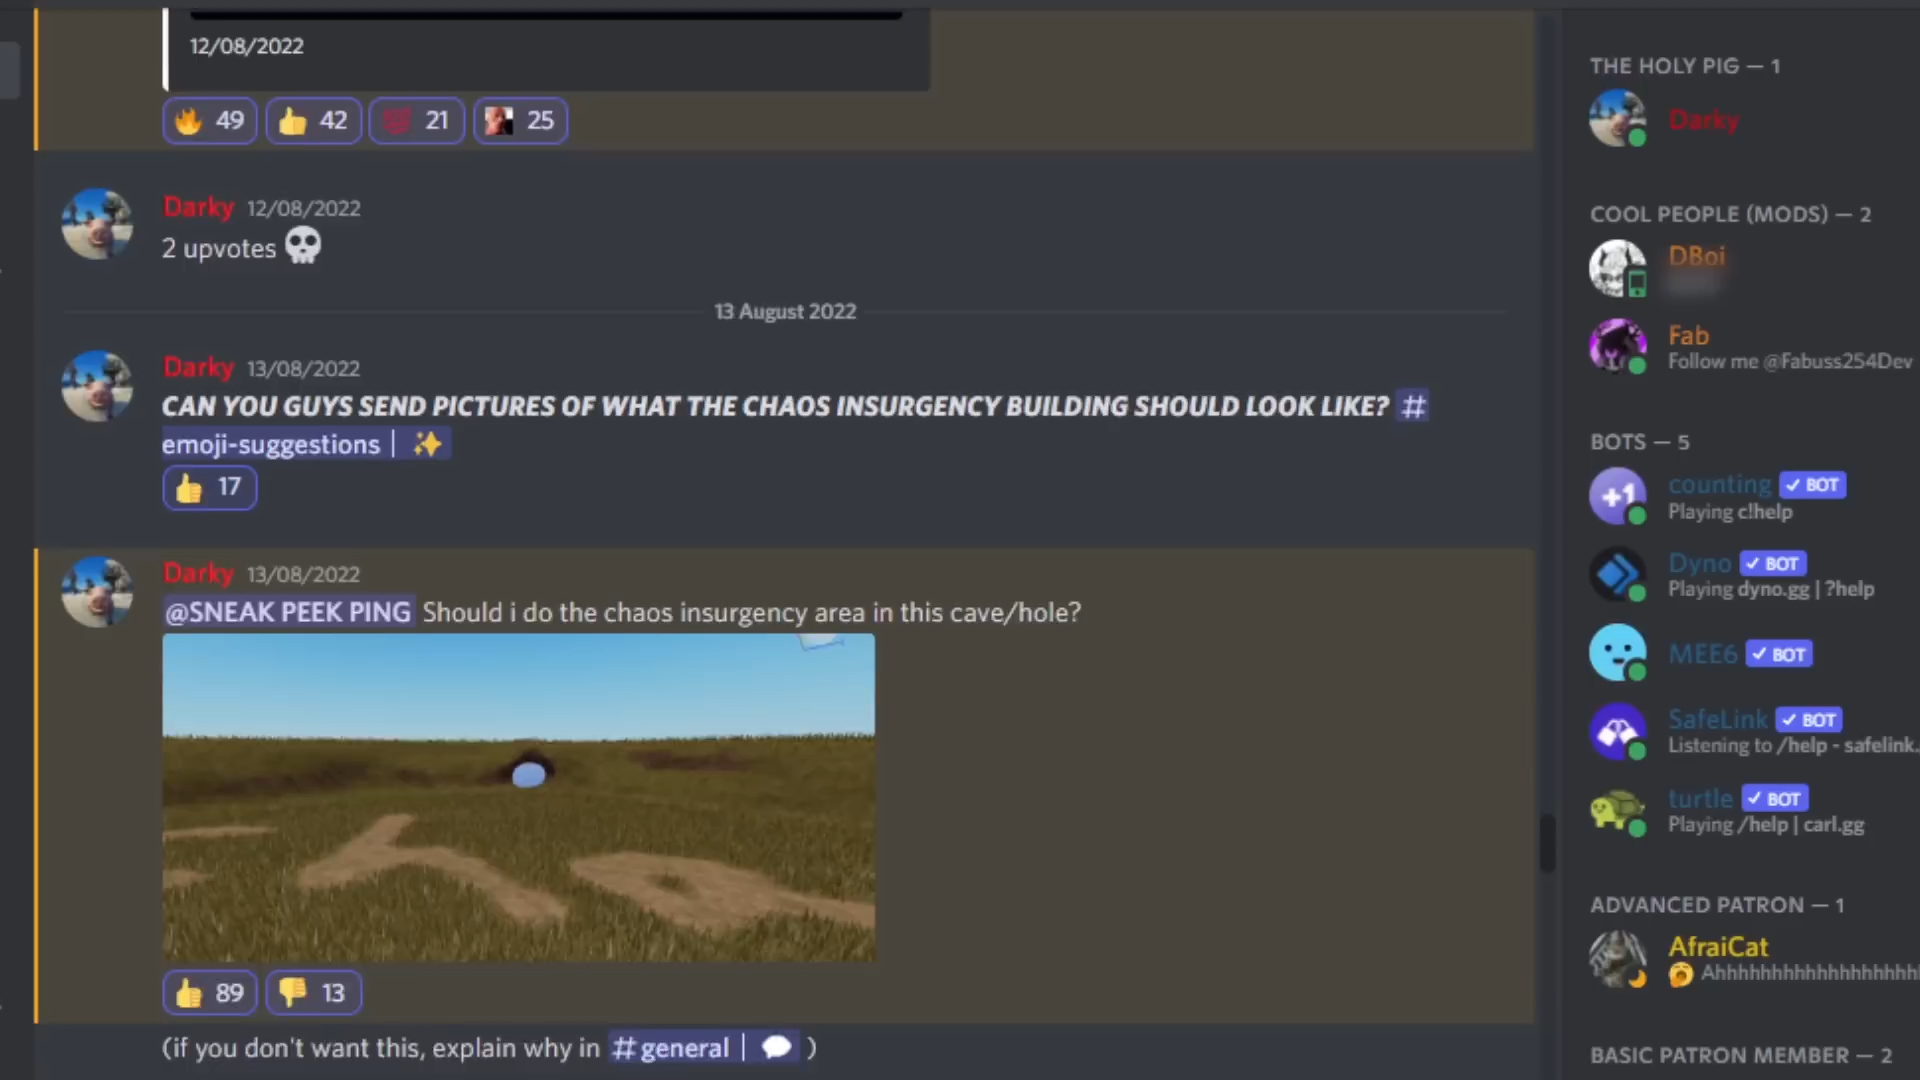 12/08/2022
49 42 21 25
Darky 12/08/2022
2 upvotes 💀
13 August 2022
Darky 13/08/2022
CAN YOU GUYS SEND PICTURES OF WHAT THE CHAOS INSURGENCY BUILDING SHOULD LOOK LIKE? #
emoji-suggestions | ✨
17
Darky 13/08/2022
@SNEAK PEEK PING Should i do the chaos insurgency area in this cave/hole?
89 13
(if you don't want this, explain why in #general | 💬 )
THE HOLY PIG — 1
Darky
COOL PEOPLE (MODS) — 2
DBoi
Fab
Follow me @Fabuss254Dev
BOTS — 5
counting ✓ BOT
Playing c!help
+1
Dyno ✓ BOT
Playing dyno.gg | ?help
MEE6 ✓ BOT
SafeLink ✓ BOT
Listening to /help - safelink.
turtle ✓ BOT
Playing /help | carl.gg
ADVANCED PATRON — 1
AfraiCat
Ahhhhhhhhhhhhhhhhhhh
BASIC PATRON MEMBER — 2